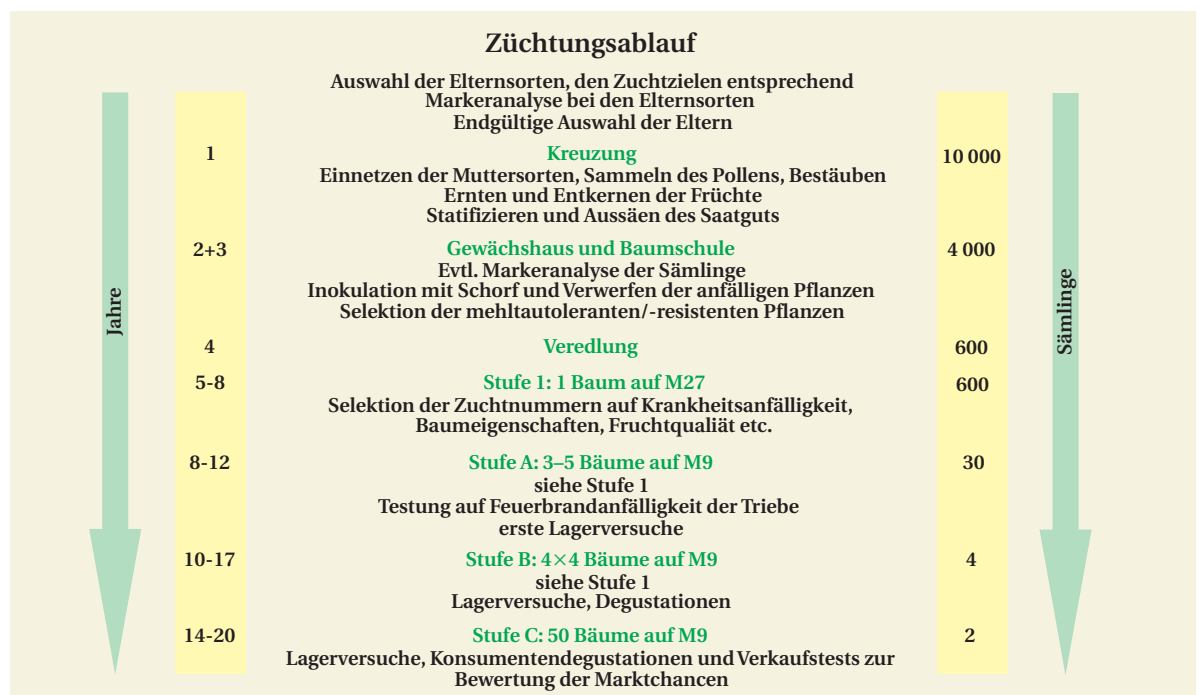 Züchtungsablauf
Auswahl der Elternsorten, den Zuchtzielen entsprechend
Markeranalyse bei den Elternsorten
Endgültige Auswahl der Eltern
1 Kreuzung 10 000
Einnetzen der Muttersorten, Sammeln des Pollens, Bestäuben
Ernten und Entkernen der Früchte
Statifizieren und Aussäen des Saatguts
2+3 Gewächshaus und Baumschule 4 000
Evtl. Markeranalyse der Sämlinge
Inokulation mit Schorf und Verwerfen der anfälligen Pflanzen
Selektion der mehltautoleranten/-resistenten Pflanzen
Jahre
Sämlinge
4 Veredlung 600
5-8 Stufe 1: 1 Baum auf M27 600
Selektion der Zuchtnummern auf Krankheitsanfälligkeit,
Baumeigenschaften, Fruchtqualiät etc.
8-12 Stufe A: 3–5 Bäume auf M9 30
siehe Stufe 1
Testung auf Feuerbrandanfälligkeit der Triebe
erste Lagerversuche
10-17 Stufe B: 4×4 Bäume auf M9 4
siehe Stufe 1
Lagerversuche, Degustationen
14-20 Stufe C: 50 Bäume auf M9 2
Lagerversuche, Konsumentendegustationen und Verkaufstests zur
Bewertung der Marktchancen